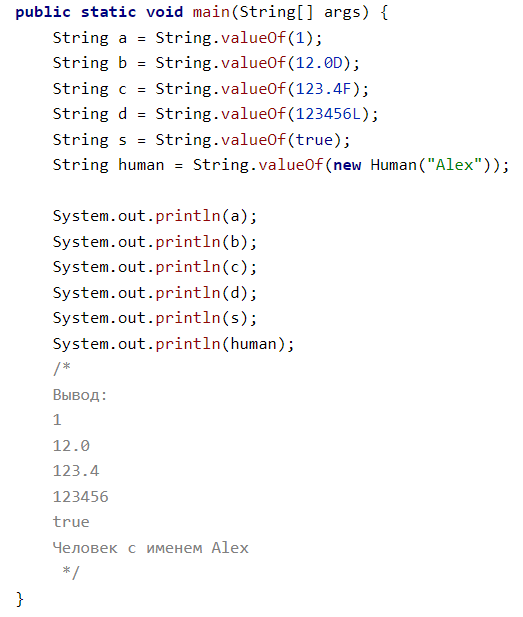 public static void main(String[] args) {
    String a = String.valueOf(1);
    String b = String.valueOf(12.0D);
    String c = String.valueOf(123.4F);
    String d = String.valueOf(123456L);
    String s = String.valueOf(true);
    String human = String.valueOf(new Human("Alex"));

    System.out.println(a);
    System.out.println(b);
    System.out.println(c);
    System.out.println(d);
    System.out.println(s);
    System.out.println(human);
    /*
    Вывод:
    1
    12.0
    123.4
    123456
    true
    Человек с именем Alex
     */
}